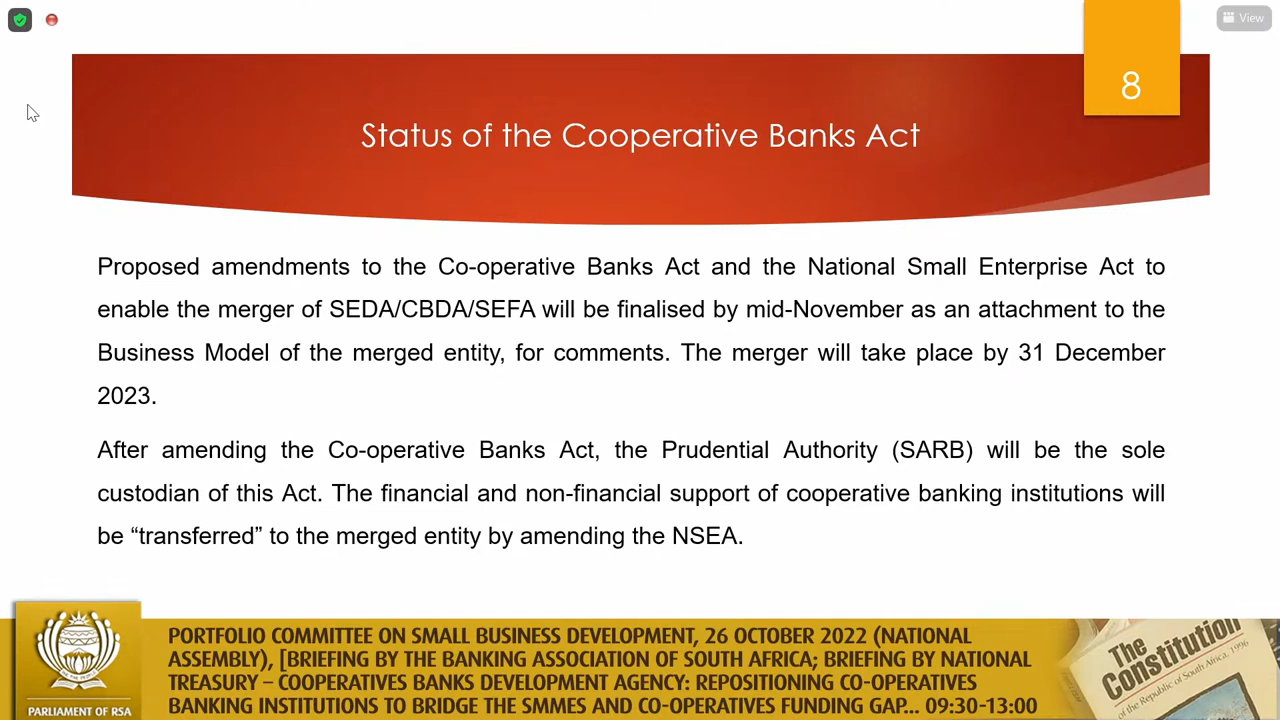 View
8
Status of the Cooperative Banks Act
Proposed amendments to the Co-operative Banks Act and the National Small Enterprise Act to
enable the merger of SEDA/CBDA/SEFA will be finalised by mid-November as an attachment to the
Business Model of the merged entity, for comments. The merger will take place by 31 December
2023.
After amending the Co-operative Banks Act, the Prudential Authority (SARB) will be the sole
custodian of this Act. The financial and non-financial support of cooperative banking institutions will
be “transferred” to the merged entity by amending the NSEA.
PORTFOLIO COMMITTEE ON SMALL BUSINESS DEVELOPMENT, 26 OCTOBER 2022 (NATIONAL
ASSEMBLY), [BRIEFING BY THE BANKING ASSOCIATION OF SOUTH AFRICA; BRIEFING BY NATIONAL
TREASURY – COOPERATIVES BANKS DEVELOPMENT AGENCY: REPOSITIONING CO-OPERATIVES
BANKING INSTITUTIONS TO BRIDGE THE SMMES AND CO-OPERATIVES FUNDING GAP... 09:30-13:00
PARLIAMENT OF RSA
The
Constitution
of the Republic of South Africa, 1996